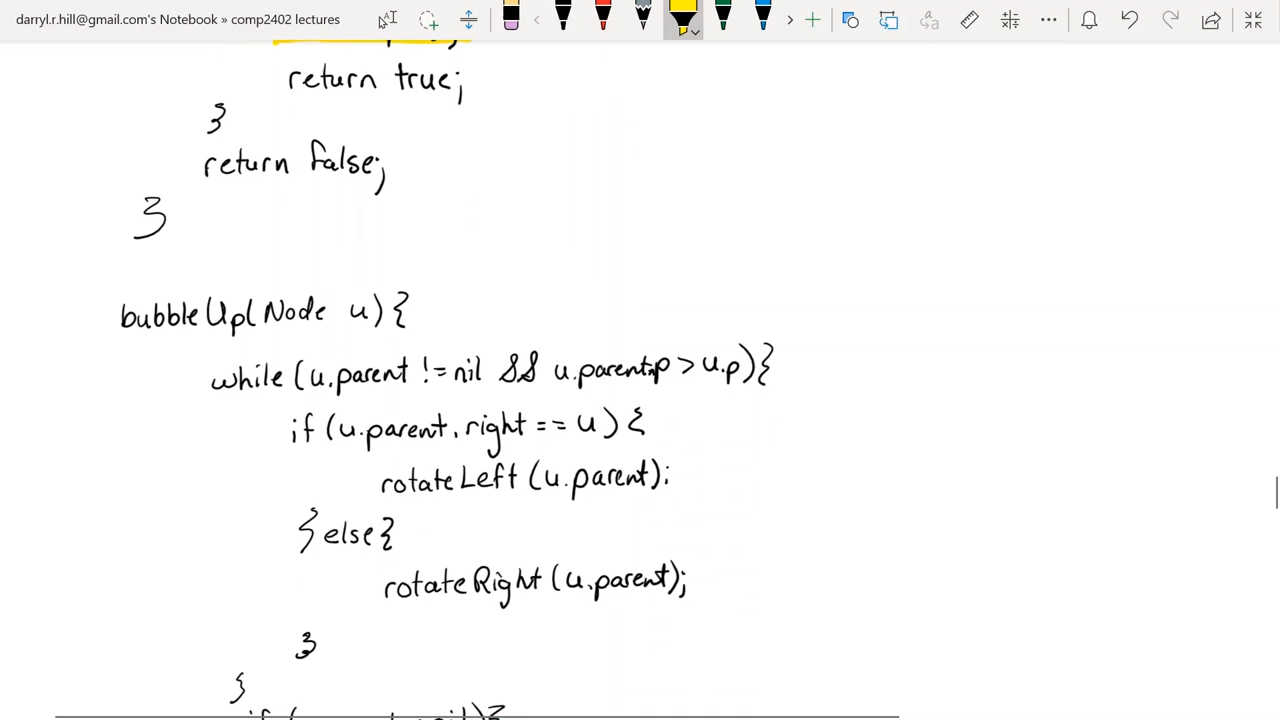 darryl.r.hill@gmail.com's Notebook » comp2402 lectures
return true;
}
return false;
}
bubbleUp(Node u){
while (u.parent != nil && u.parent.p > u.p){
if (u.parent.right == u) {
rotateLeft (u.parent);
} else {
rotateRight (u.parent);
}
}